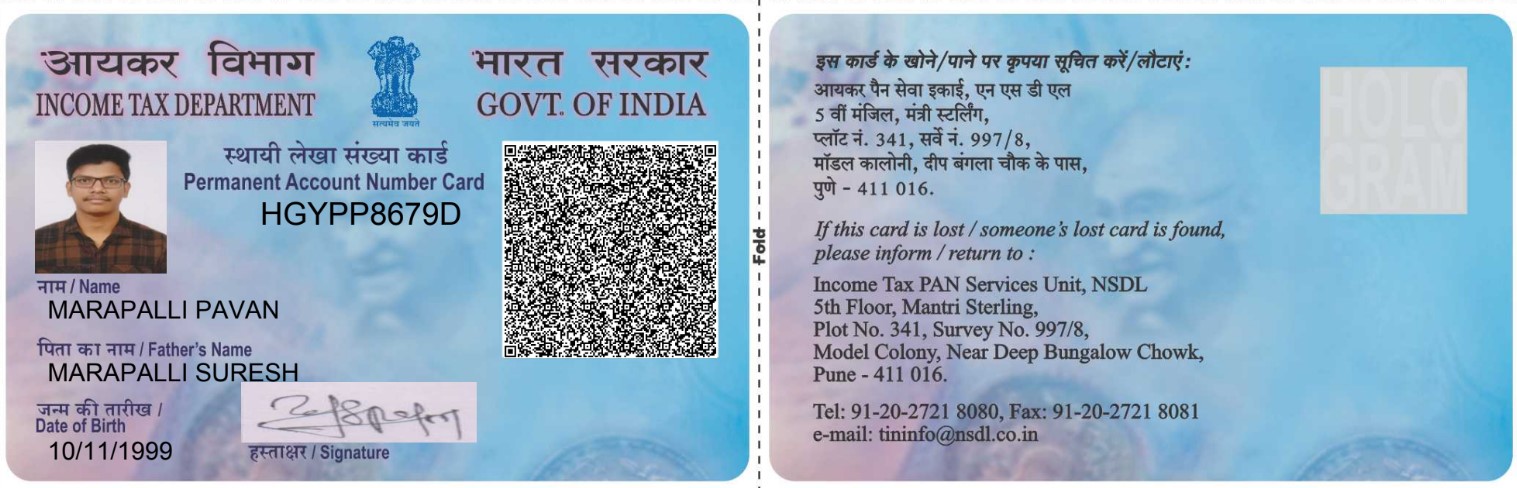 आयकर विभाग
INCOME TAX DEPARTMENT
सत्यमेव जयते
भारत सरकार
GOVT. OF INDIA
स्थायी लेखा संख्या कार्ड
Permanent Account Number Card
HGYPP8679D
नाम / Name
MARAPALLI PAVAN
पिता का नाम / Father's Name
MARAPALLI SURESH
जन्म की तारीख /
Date of Birth
10/11/1999
हस्ताक्षर / Signature
Fold
इस कार्ड के खोने/पाने पर कृपया सूचित करें/लौटाएं :
आयकर पैन सेवा इकाई, एन एस डी एल
5 वीं मंजिल, मंत्री स्टर्लिंग,
प्लॉट नं. 341, सर्वे नं. 997/8,
मॉडल कालोनी, दीप बंगला चौक के पास,
पुणे - 411 016.
If this card is lost / someone's lost card is found,
please inform / return to :
Income Tax PAN Services Unit, NSDL
5th Floor, Mantri Sterling,
Plot No. 341, Survey No. 997/8,
Model Colony, Near Deep Bungalow Chowk,
Pune - 411 016.
Tel: 91-20-2721 8080, Fax: 91-20-2721 8081
e-mail: tininfo@nsdl.co.in
HOLO
GRAM